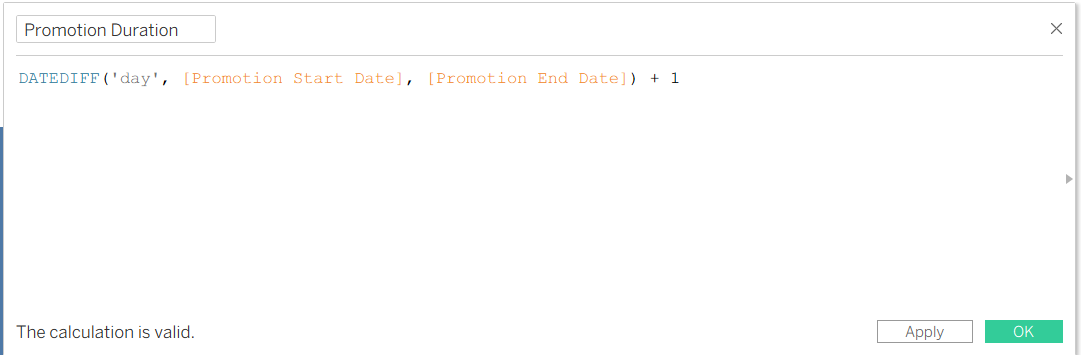 Promotion Duration
DATEDIFF('day', [Promotion Start Date], [Promotion End Date]) + 1
The calculation is valid.
Apply
OK